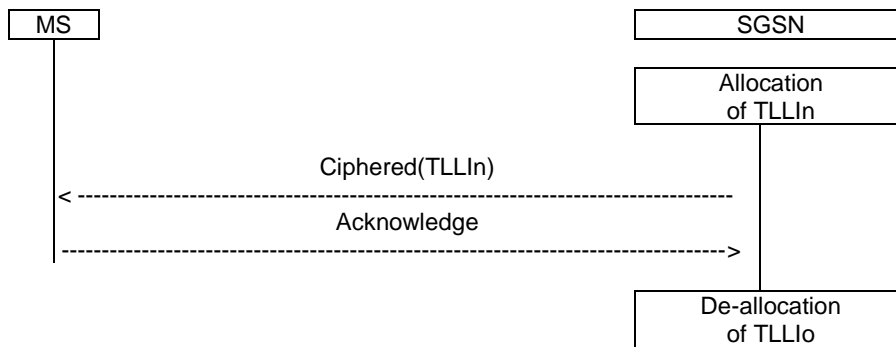 MS
SGSN
Allocation
of TLLIn
Ciphered(TLLIn)
Acknowledge
De-allocation
of TLLIo